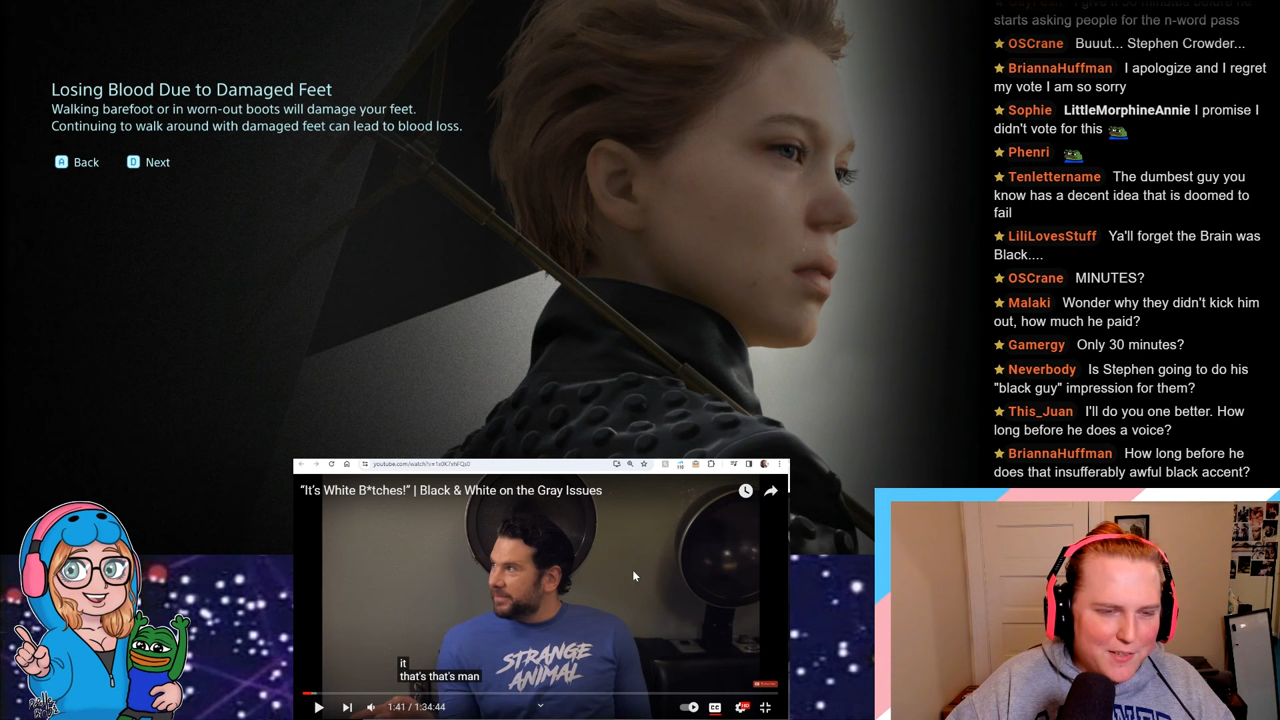 Losing Blood Due to Damaged Feet
Walking barefoot or in worn-out boots will damage your feet.
Continuing to walk around with damaged feet can lead to blood loss.
A Back D Next
starts asking people for the n-word pass
OSCrane Buuut... Stephen Crowder...
BriannaHuffman I apologize and I regret
my vote I am so sorry
Sophie LittleMorphineAnnie I promise I
didn't vote for this
Phenri
Tenlettername The dumbest guy you
know has a decent idea that is doomed to
fail
LiliLovesStuff Ya'll forget the Brain was
Black....
OSCrane MINUTES?
Malaki Wonder why they didn't kick him
out, how much he paid?
Gamergy Only 30 minutes?
Neverbody Is Stephen going to do his
"black guy" impression for them?
This_Juan I'll do you one better. How
long before he does a voice?
BriannaHuffman How long before he
does that insufferably awful black accent?
“It's White B*tches!” | Black & White on the Gray Issues
STRANGE
ANIMAL
it
that's that's man
1:41 / 1:34:44
CC
HD